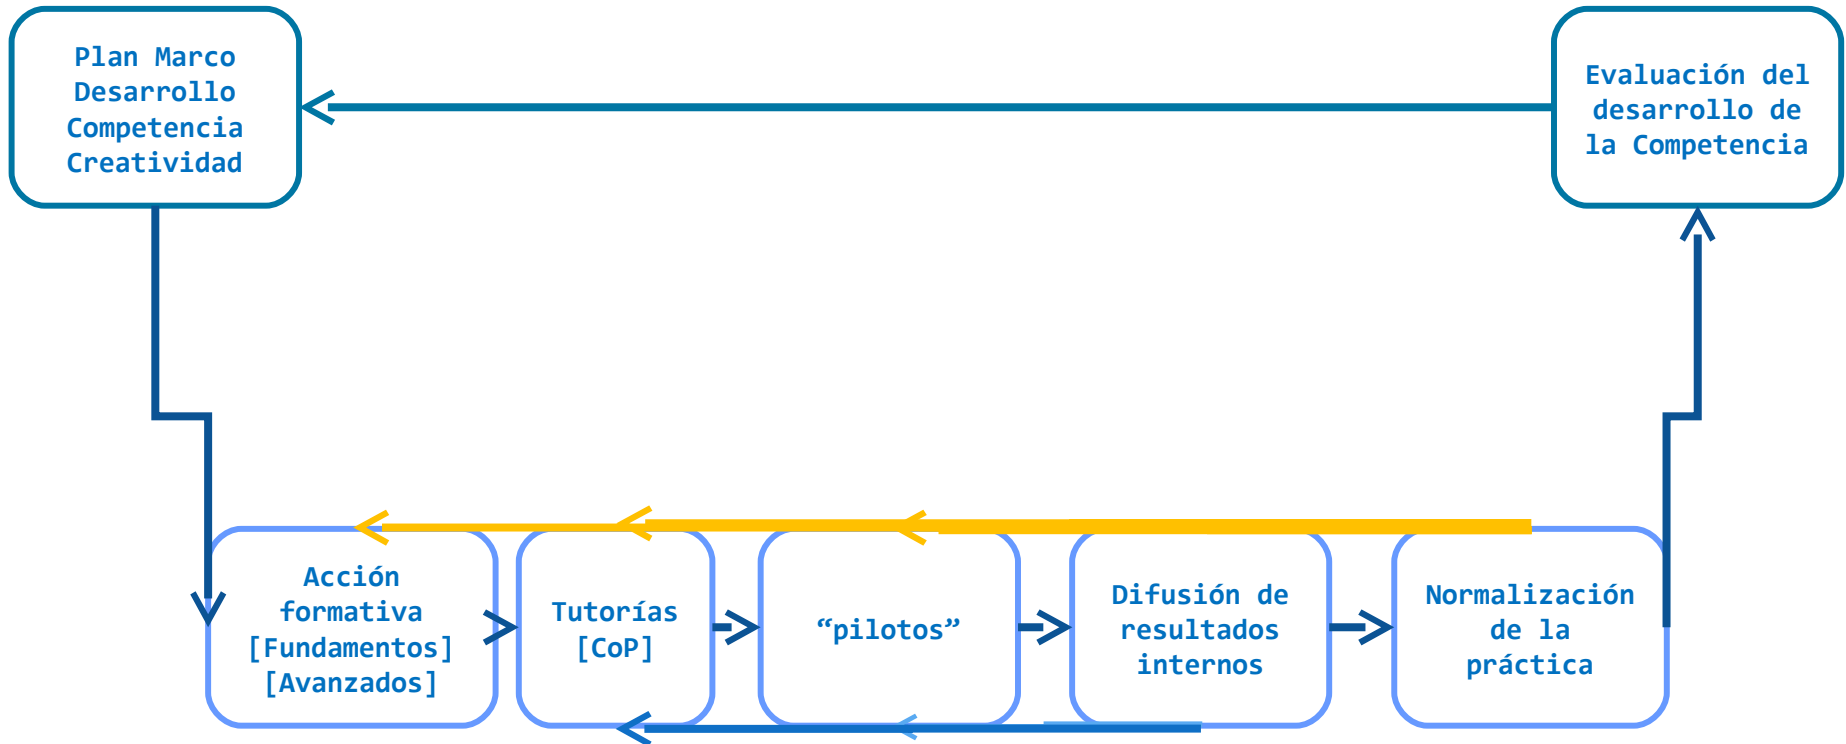 Plan Marco
Desarrollo
Competencia
Creatividad
Evaluación del
desarrollo de
la Competencia
Acción
formativa
[Fundamentos]
[Avanzados]
Tutorías
[CoP]
“pilotos”
Difusión de
resultados
internos
Normalización
de la
práctica